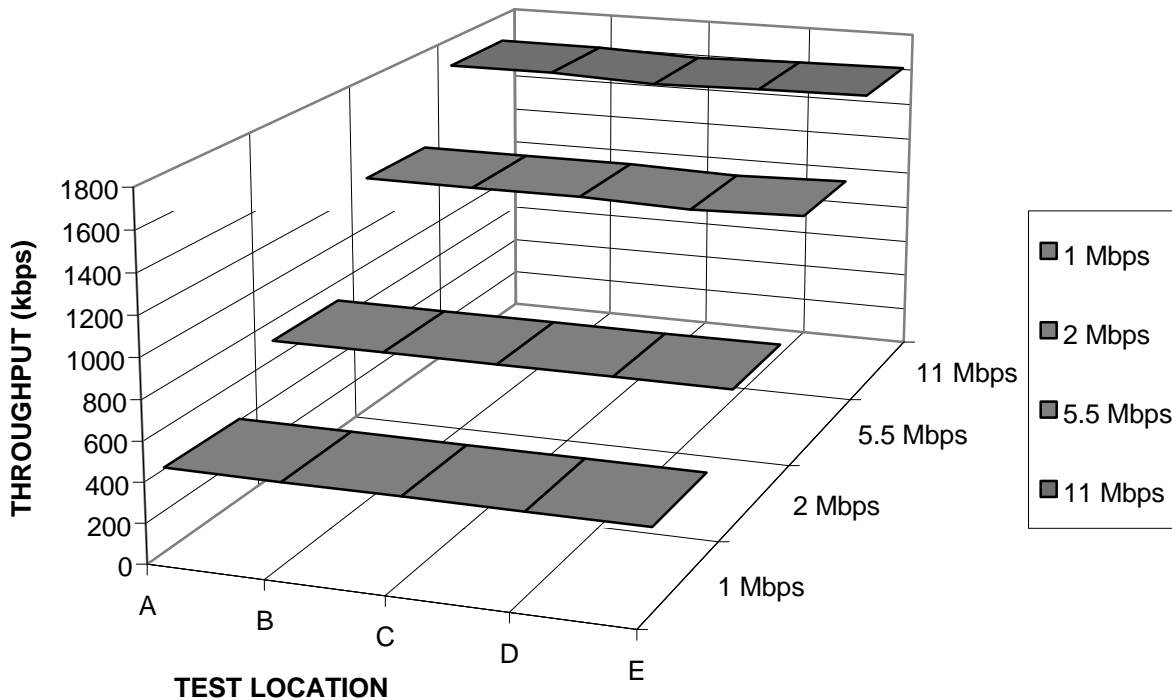 1800
1600
1400
1200
1000
800
600
400
200
0
THROUGHPUT (kbps)
A
B
C
D
E
TEST LOCATION
1 Mbps
2 Mbps
5.5 Mbps
11 Mbps
1 Mbps
2 Mbps
5.5 Mbps
11 Mbps